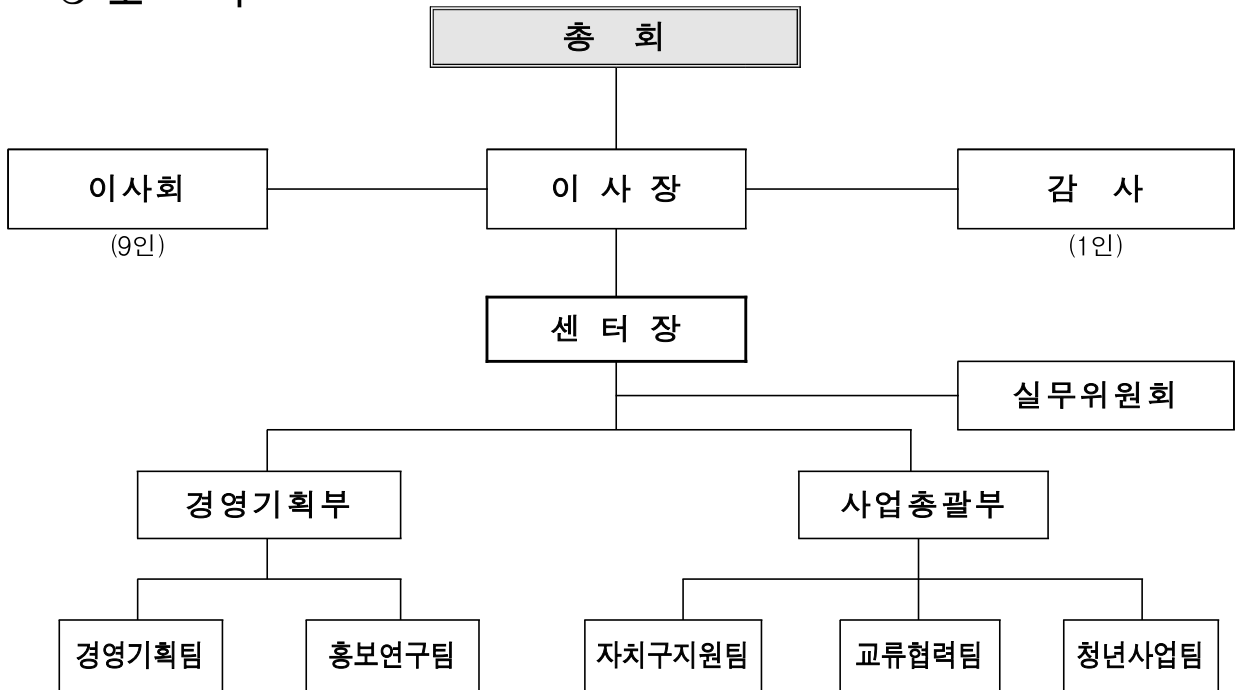 총 회
이사회
이 사 장
감 사
(9인)
(1인)
센 터 장
실무위원회
경영기획부
사업총괄부
경영기획팀
홍보연구팀
자치구지원팀
교류협력팀
청년사업팀